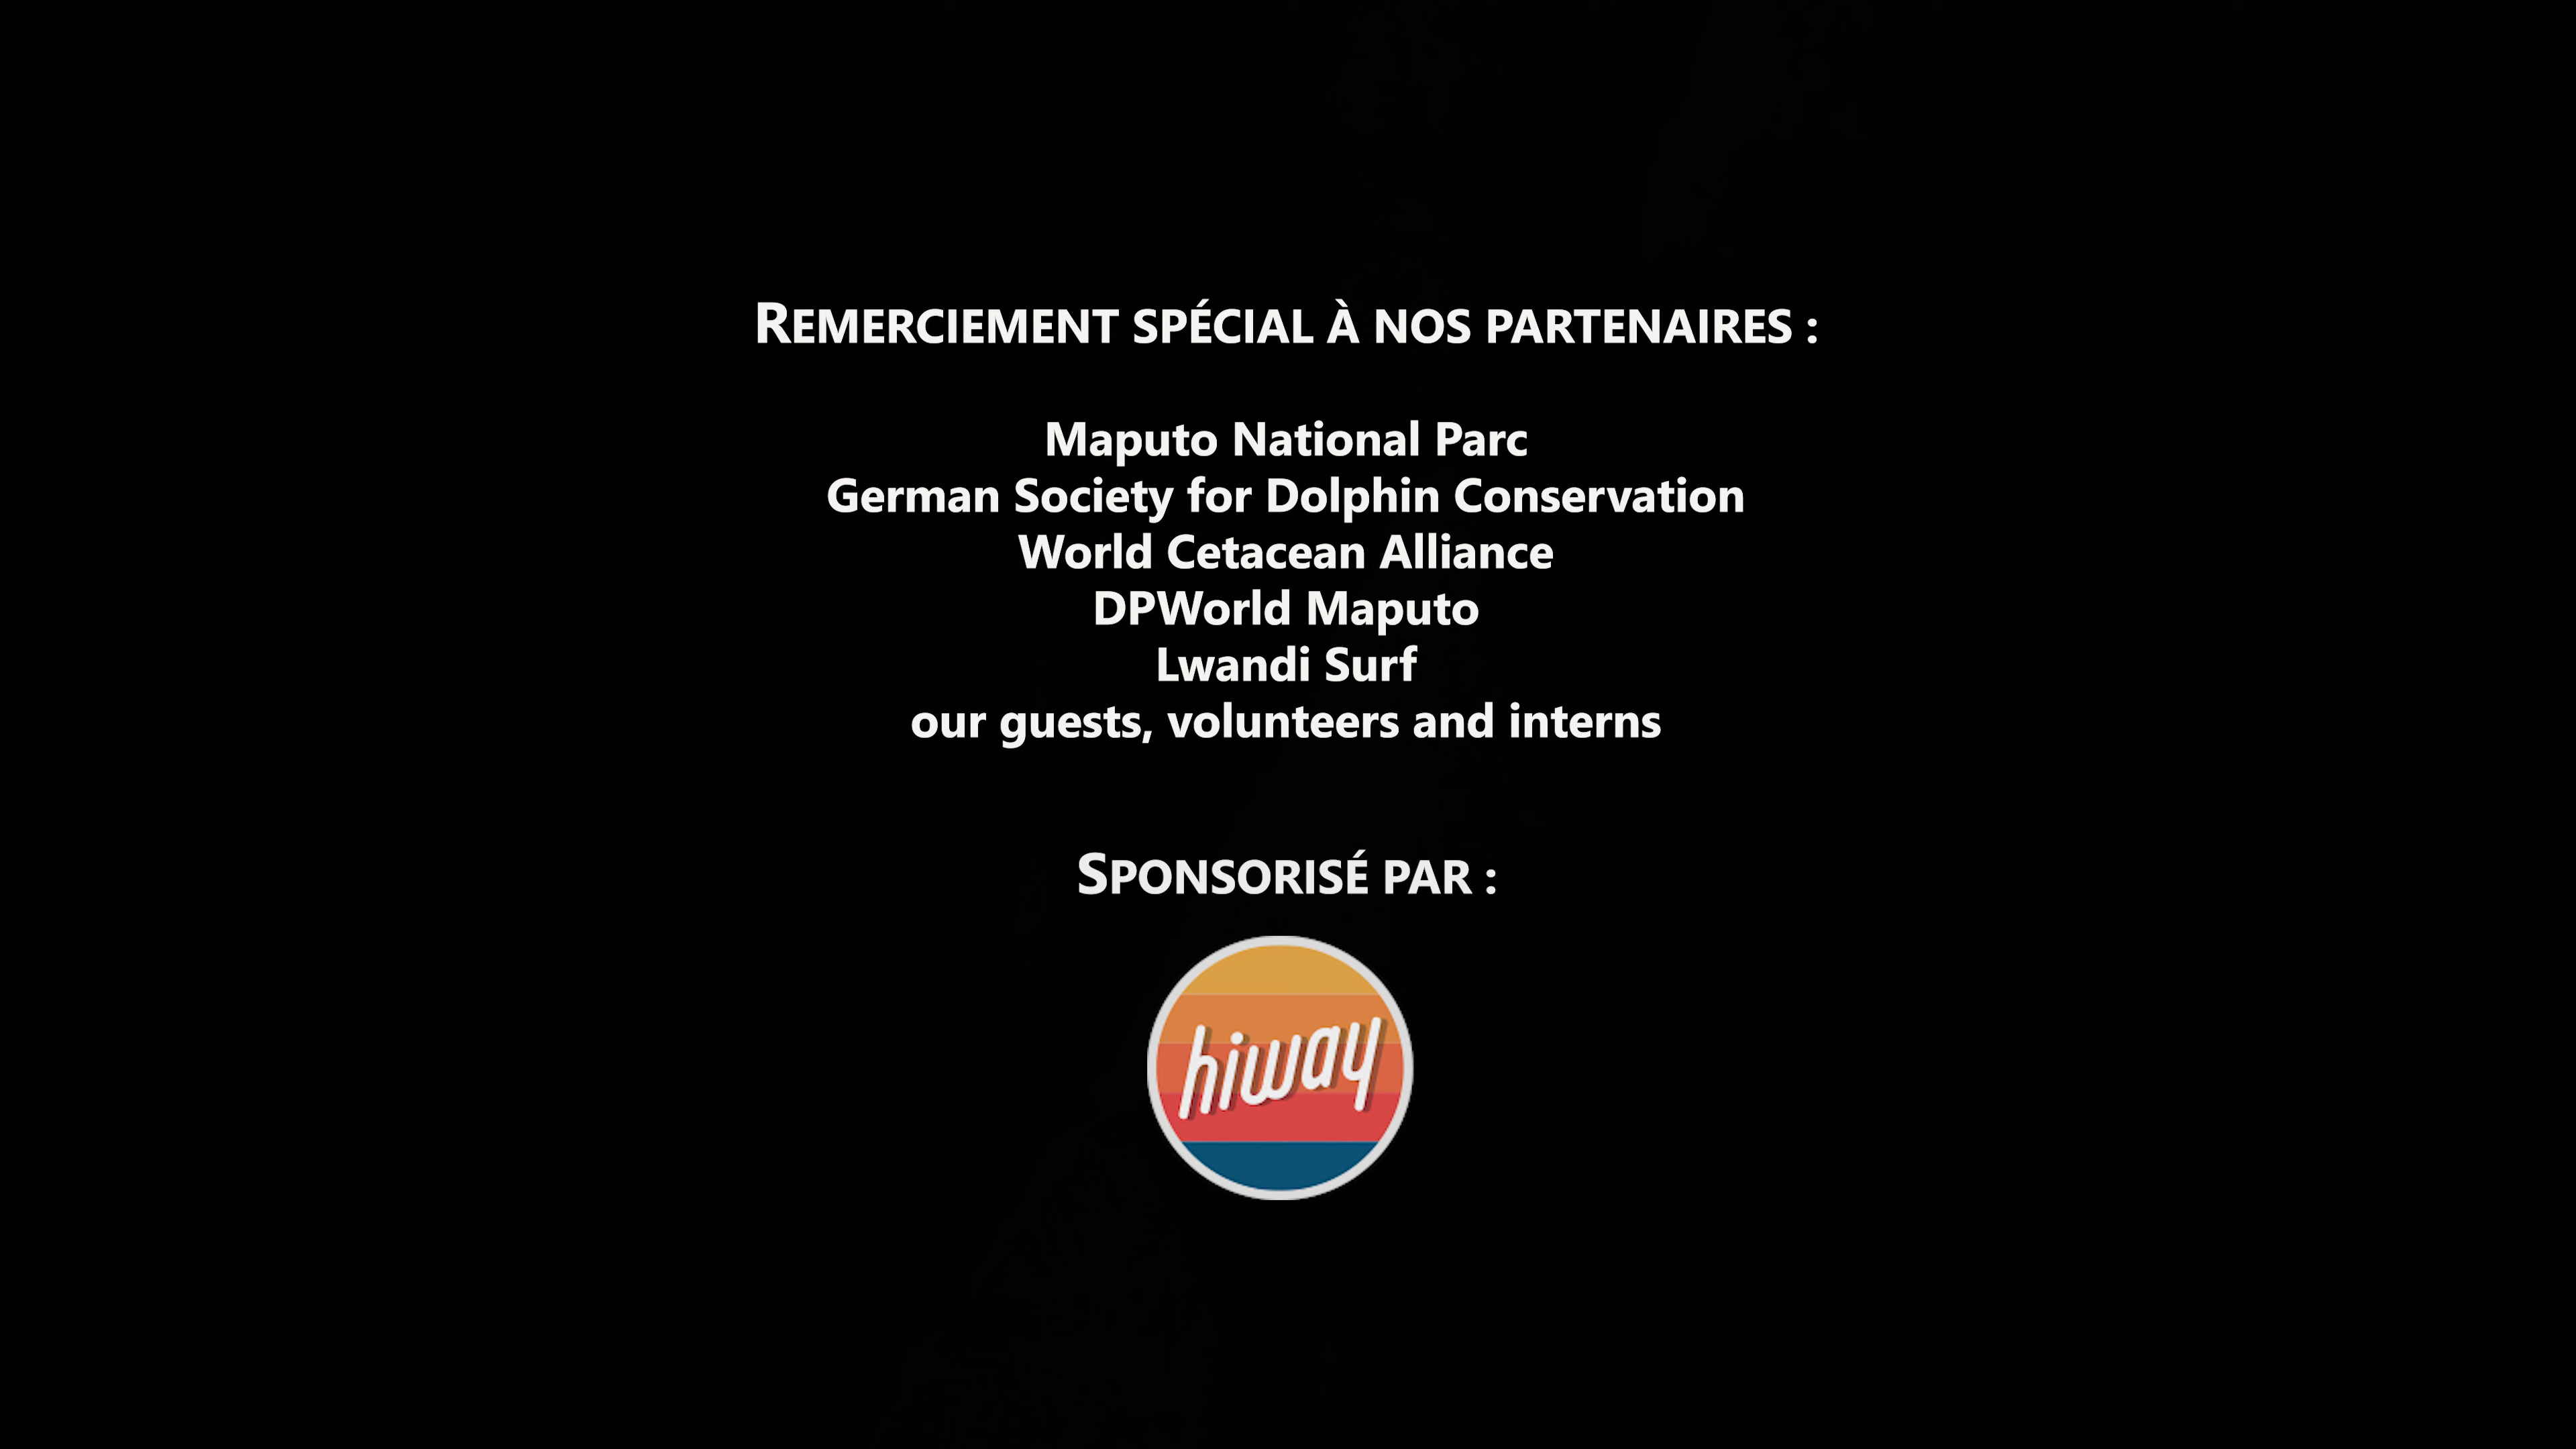 REMERCIEMENT SPÉCIAL À NOS PARTENAIRES :
Maputo National Parc
German Society for Dolphin Conservation
World Cetacean Alliance
DPWorld Maputo
Lwandi Surf
our guests, volunteers and interns
SPONSORISÉ PAR :
hiway